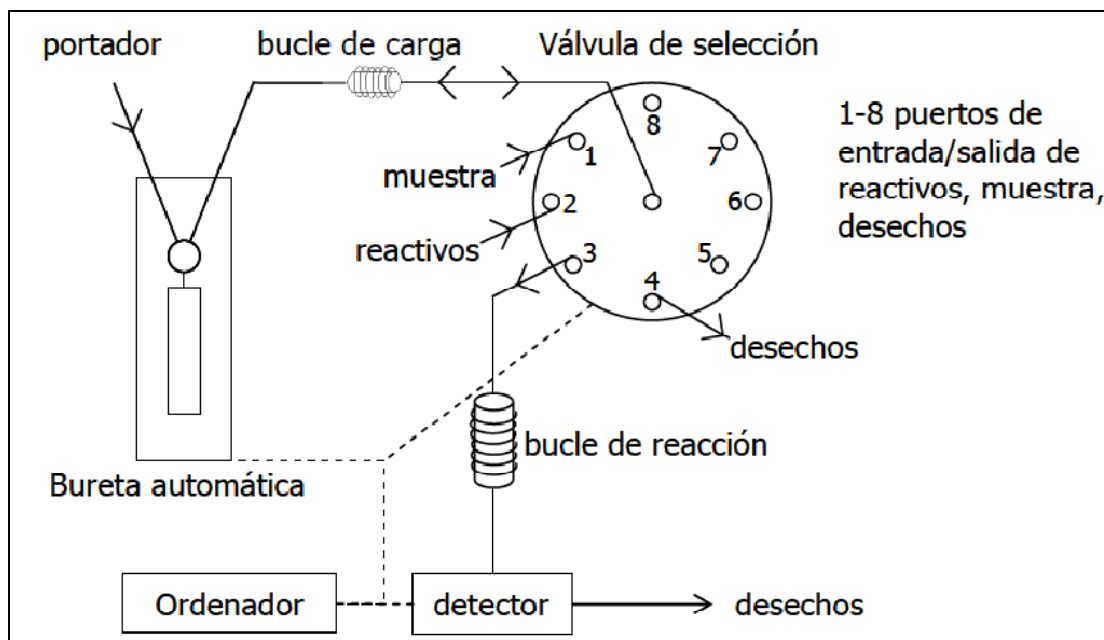 portador
bucle de carga
Válvula de selección
8
1
7
muestra
2
6
reactivos
3
5
4
desechos
1-8 puertos de
entrada/salida de
reactivos, muestra,
desechos
bucle de reacción
Bureta automática
Ordenador
detector
desechos